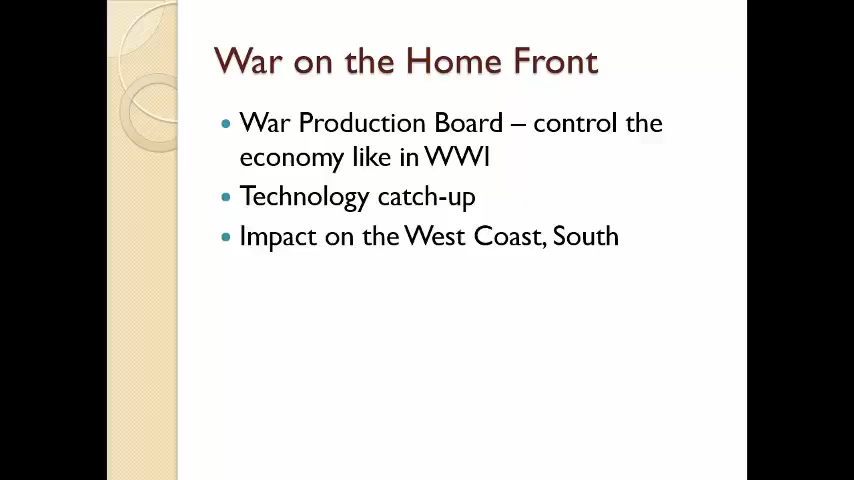 War on the Home Front
• War Production Board – control the
economy like in WWI
• Technology catch-up
• Impact on the West Coast, South